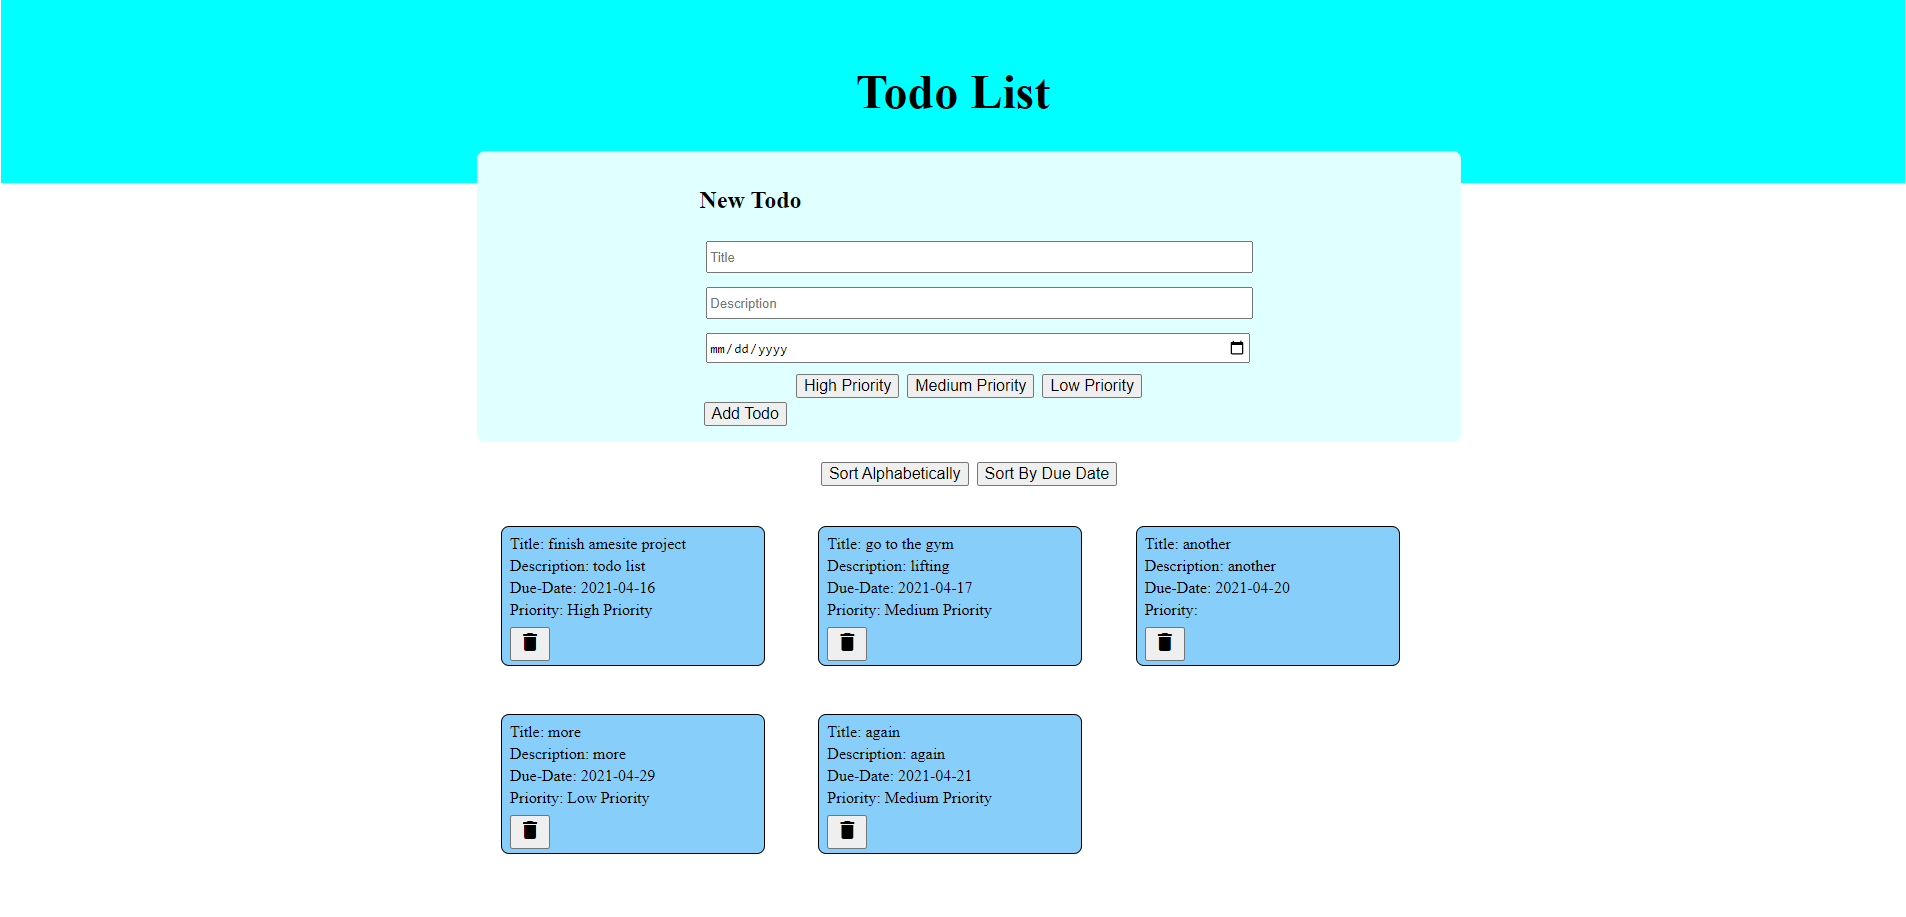 Todo List
New Todo
Title
Description
mm/dd/yyyy
High Priority Medium Priority Low Priority
Add Todo
Sort Alphabetically Sort By Due Date
Title: finish amesite project
Description: todo list
Due-Date: 2021-04-16
Priority: High Priority
Title: go to the gym
Description: lifting
Due-Date: 2021-04-17
Priority: Medium Priority
Title: another
Description: another
Due-Date: 2021-04-20
Priority:
Title: more
Description: more
Due-Date: 2021-04-29
Priority: Low Priority
Title: again
Description: again
Due-Date: 2021-04-21
Priority: Medium Priority